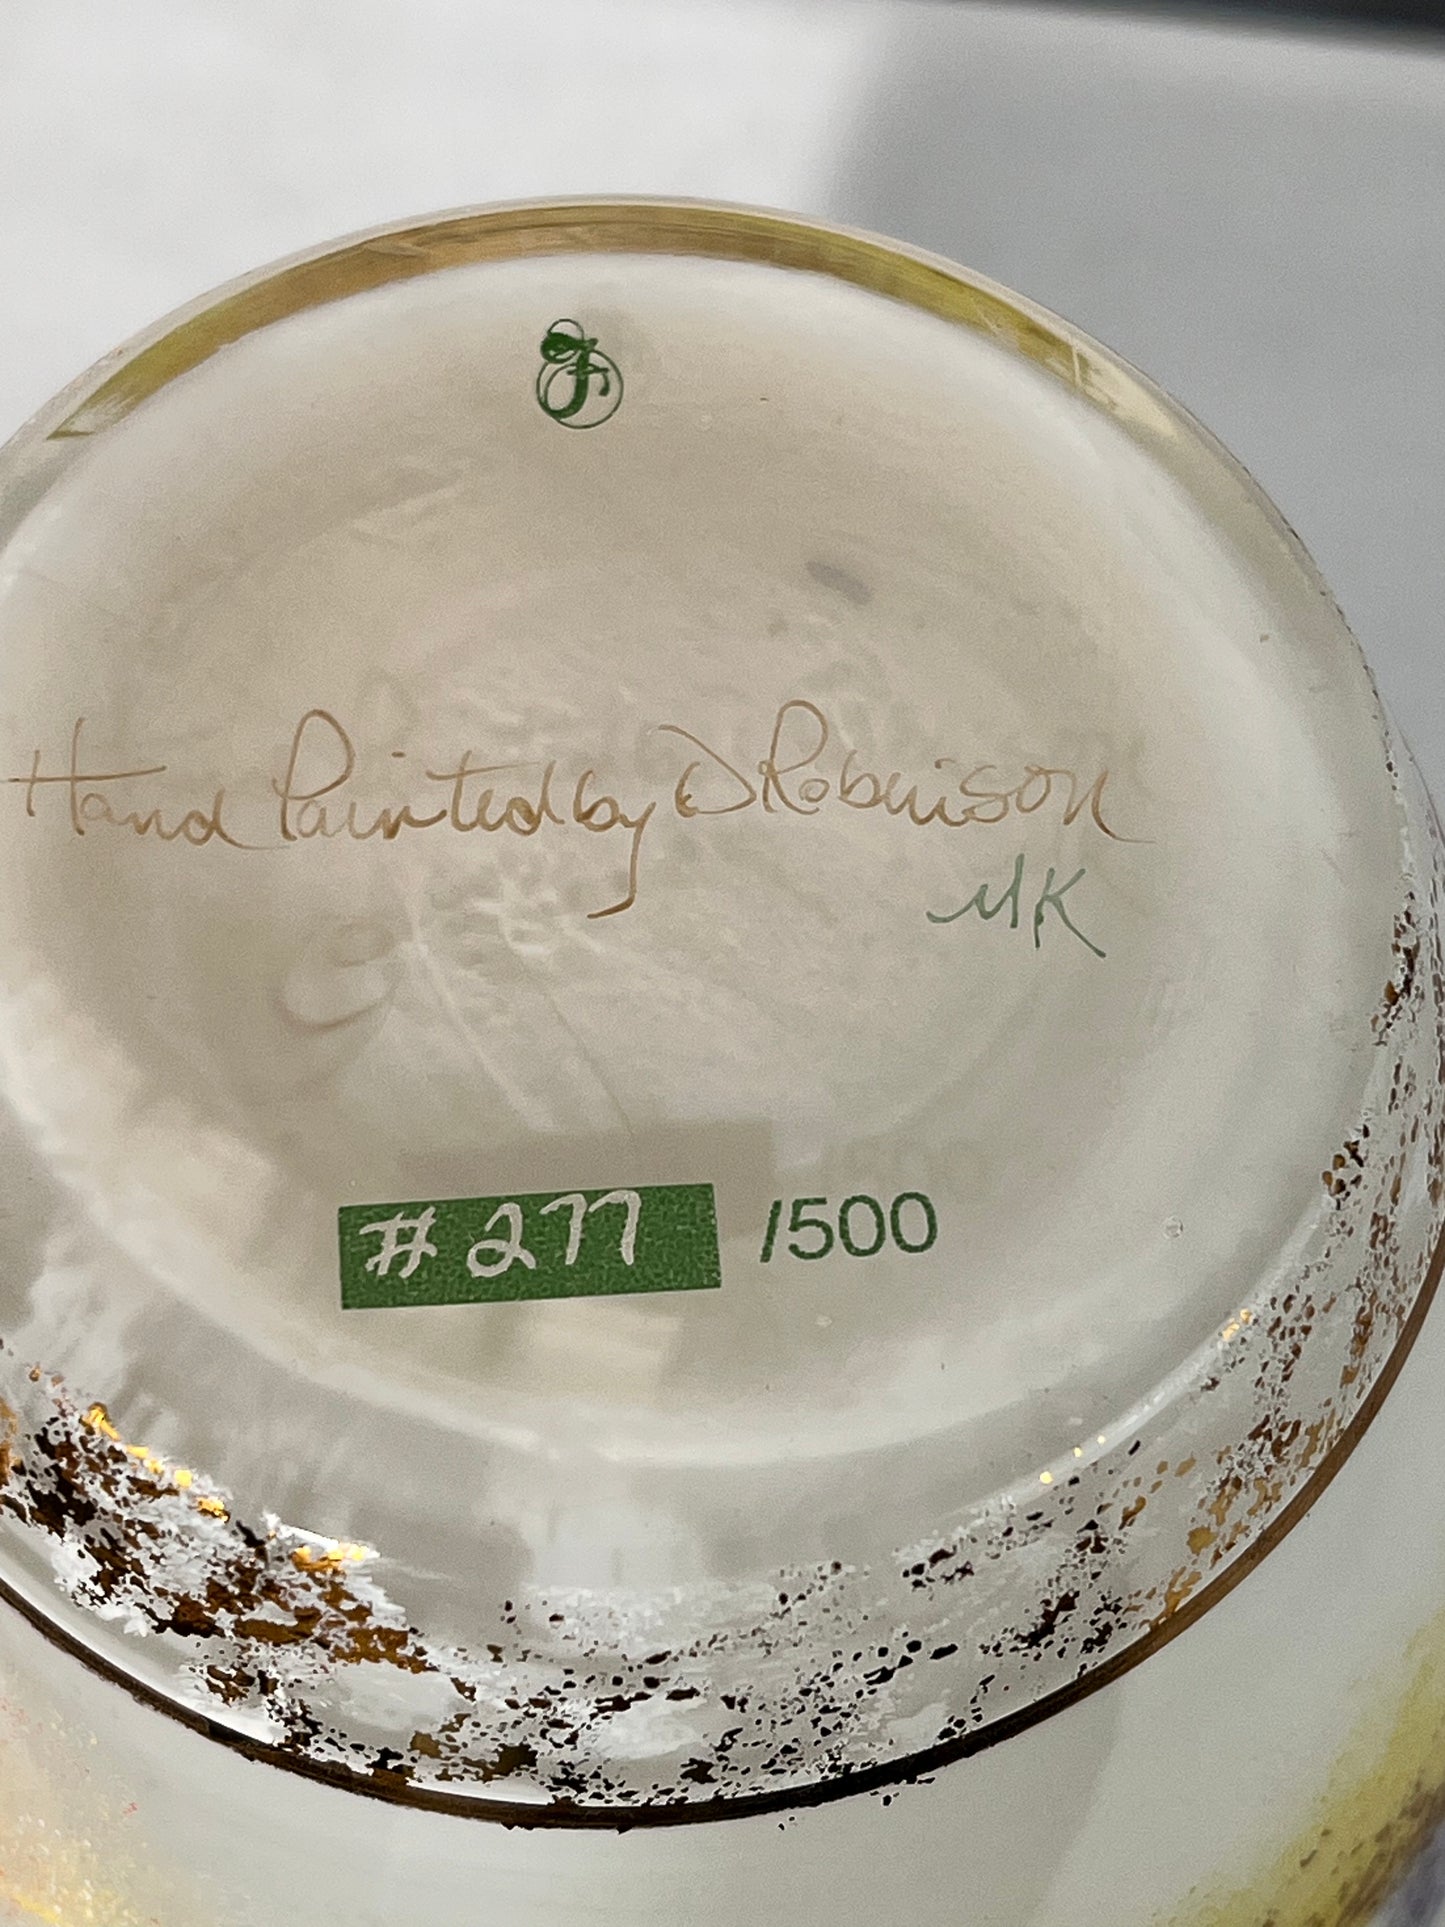 F
Hand Painted by D Robinson
MK
#277 /500